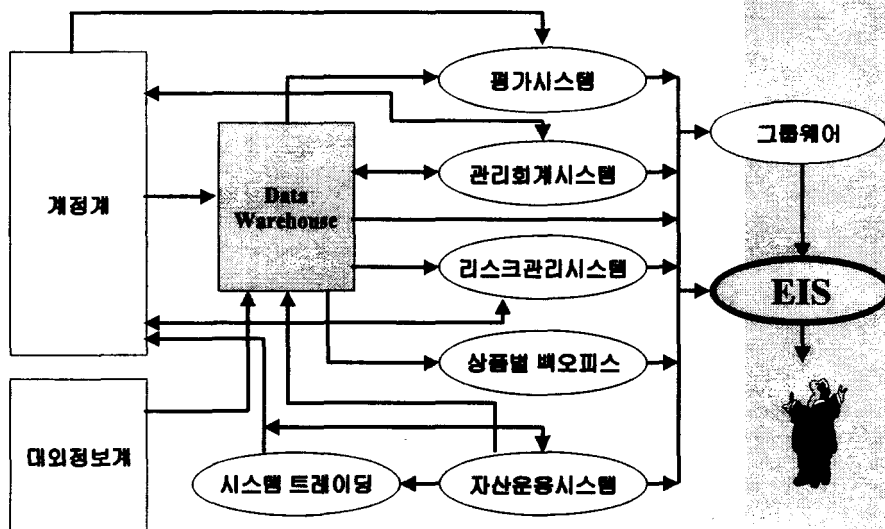 평가시스템
그룹웨어
관리회계시스템
계정계
Data
Warehouse
리스크관리시스템
EIS
상품별 백오피스
대외정보계
시스템 트레이딩
자산운용시스템